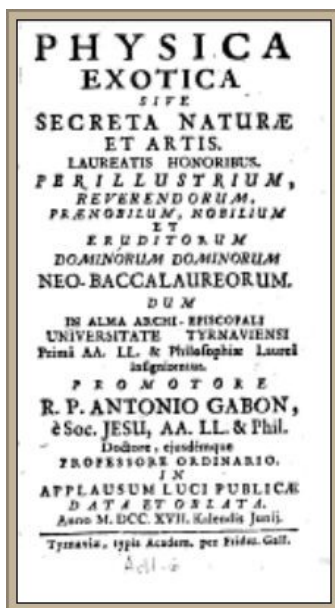 PHYSICA
EXOTICA
SIVE
SECRETA NATURÆ
ET ARTIS.
LAUREATIS HONORIBUS.
PERILLUSTRIUM,
REVERENDORUM,
PRÆNOBILIUM, NOBILIUM
ET
ERUDITORUM
DOMINORUM DOMINORUM
NEO-BACCALAUREORUM.
DUM
IN ALMA ARCHI-EPISCOPALI
UNIVERSITATE TYRNAVIENSI
Primâ AA. LL. & Philosophiæ Laureâ
insignirentur.
PROMOTORE
R. P. ANTONIO GABON,
è Soc. JESU, AA. LL. & Phil.
Doctore, ejusdémque
PROFESSORE ORDINARIO.
IN
APPLAUSUM LUCI PUBLICÆ
DATA ET OBLATA.
Anno M. DCC. XVII. Kalendis Junij.
Tyrnaviæ, typis Academ. per Frider. Gall.